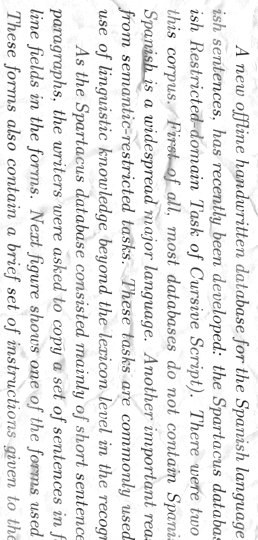 A new offline handwritten database for the Spanish language
ish sentences, has recently been developed: the Spartacus databas
ish Restricted-domain Task of Cursive Script). There were two
this corpus. First of all, most databases do not contain Spani
Spanish is a widespread major language. Another important rea
from semantic-restricted tasks. These tasks are commonly used
use of linguistic knowledge beyond the lexicon level in the recogn
As the Spartacus database consisted mainly of short sentence
paragraphs, the writers were asked to copy a set of sentences in f
line fields in the forms. Next figure shows one of the forms used
These forms also contain a brief set of instructions given to the